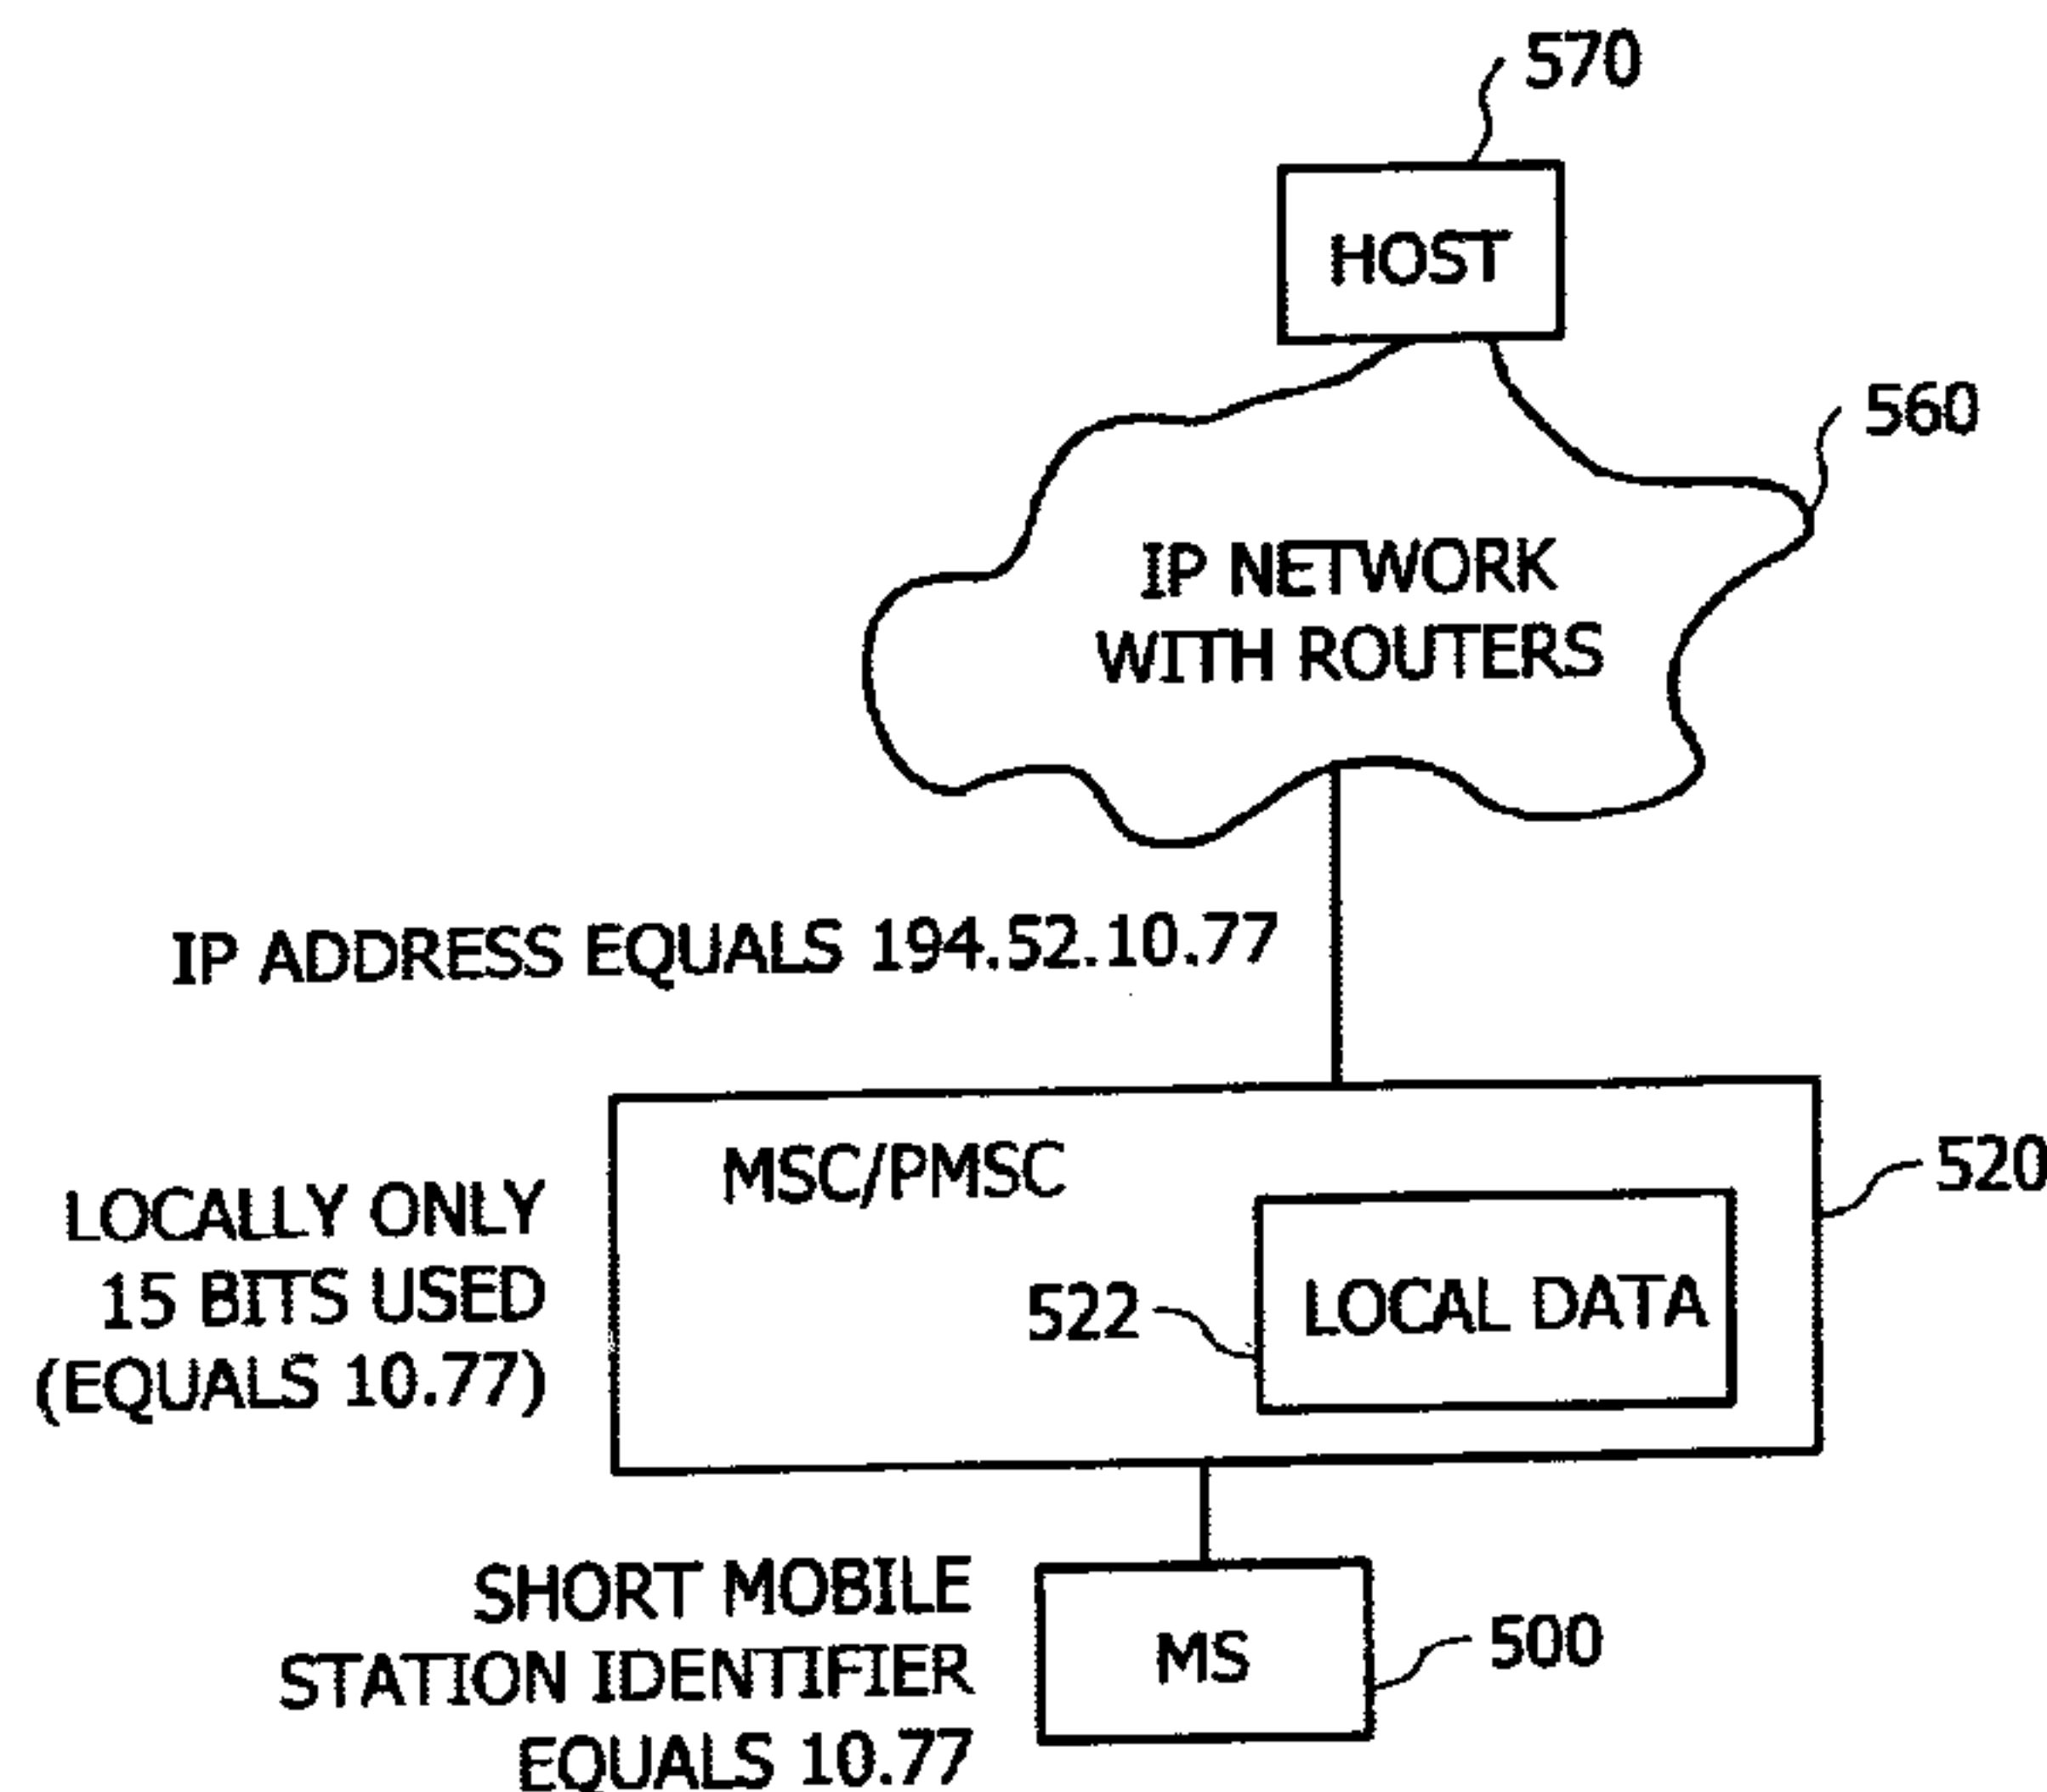 570
HOST
560
IP NETWORK
WITH ROUTERS
IP ADDRESS EQUALS 194.52.10.77
MSC/PMSC
520
LOCALLY ONLY
15 BITS USED
(EQUALS 10.77)
522
LOCAL DATA
SHORT MOBILE
STATION IDENTIFIER
EQUALS 10.77
MS
500